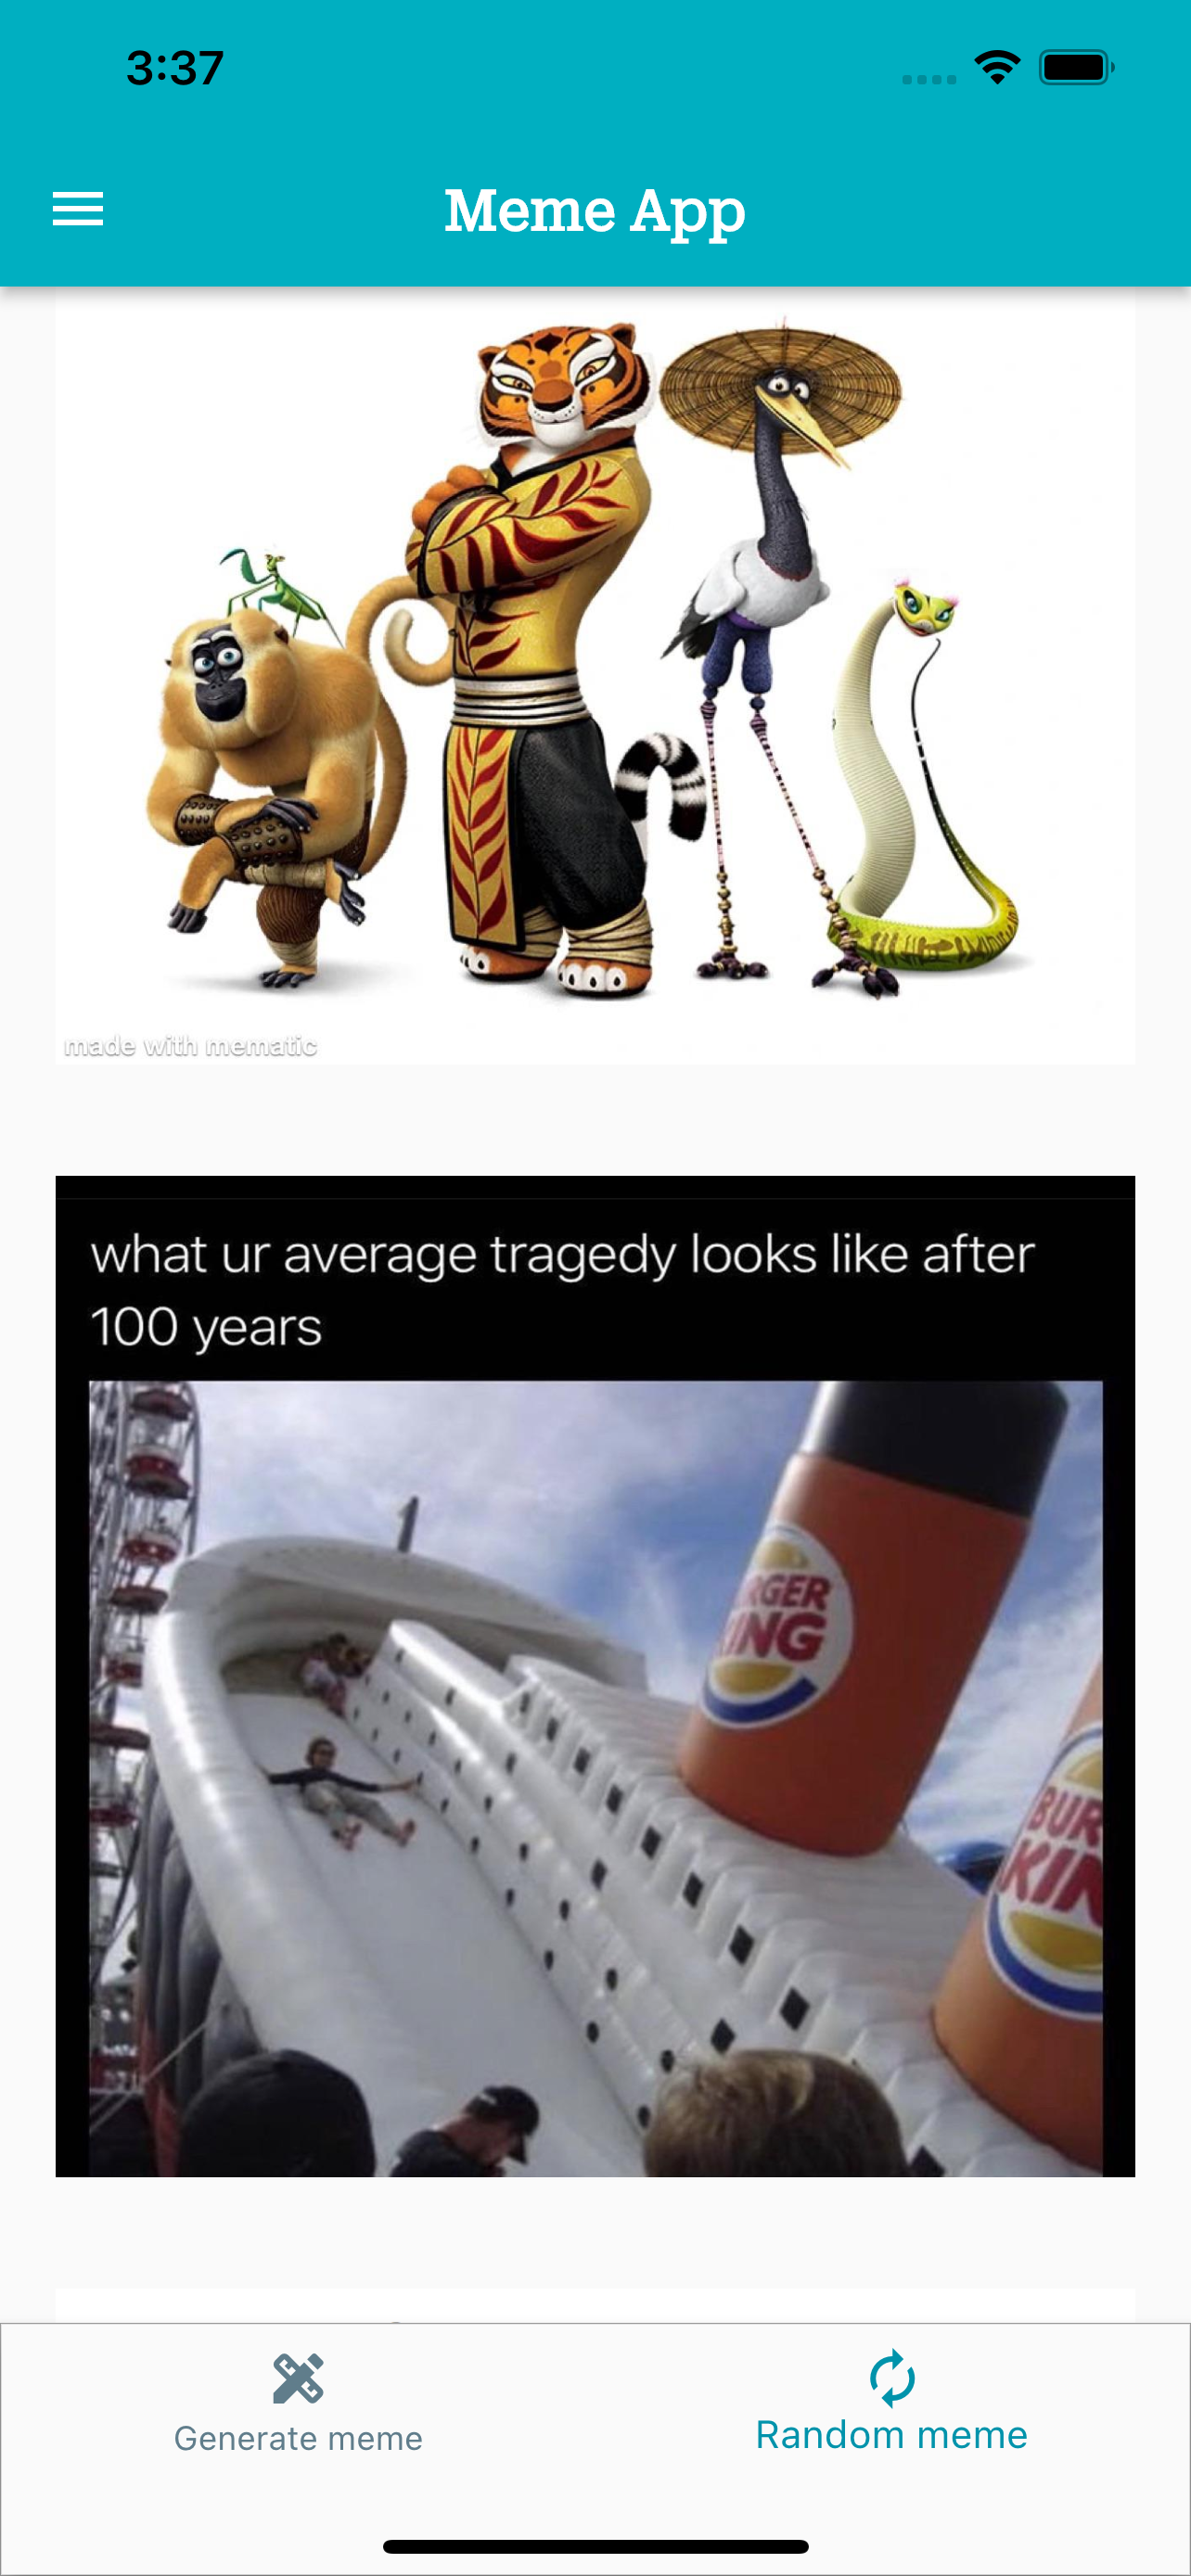 3:37
Meme App
made with mematic
what ur average tragedy looks like after
100 years
RGER
ING
BUR
KIN
Generate meme
Random meme